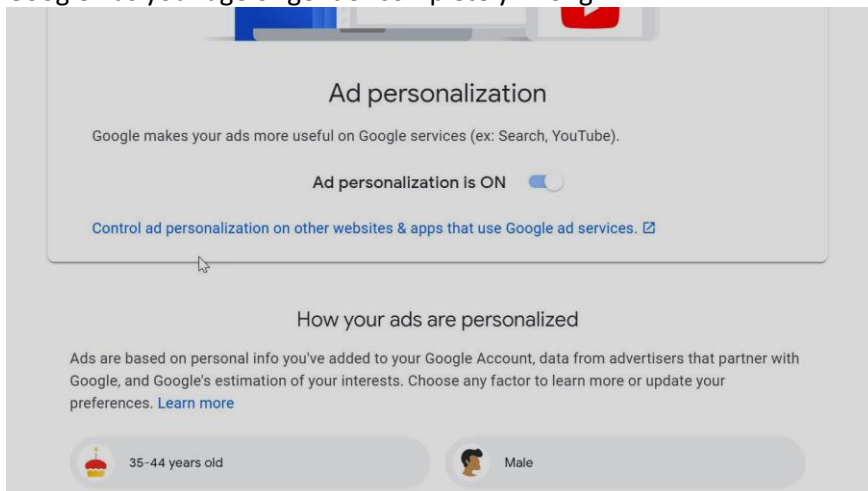 Ad personalization
Google makes your ads more useful on Google services (ex: Search, YouTube).
Ad personalization is ON
Control ad personalization on other websites & apps that use Google ad services.
How your ads are personalized
Ads are based on personal info you've added to your Google Account, data from advertisers that partner with
Google, and Google's estimation of your interests. Choose any factor to learn more or update your
preferences. Learn more
35-44 years old
Male